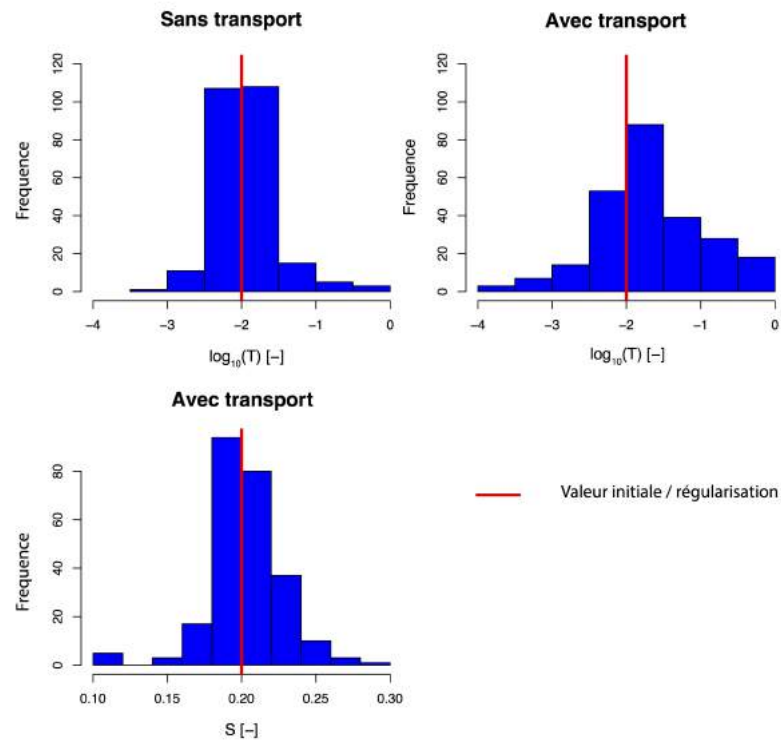 Sans transport
Frequence
120
100
80
60
40
20
0
−4 −3 −2 −1 0
log₁₀(T) [−]
Avec transport
Frequence
120
100
80
60
40
20
0
−4 −3 −2 −1 0
log₁₀(T) [−]
Avec transport
Frequence
80
60
40
20
0
0.10 0.15 0.20 0.25 0.30
S [−]
Valeur initiale / régularisation